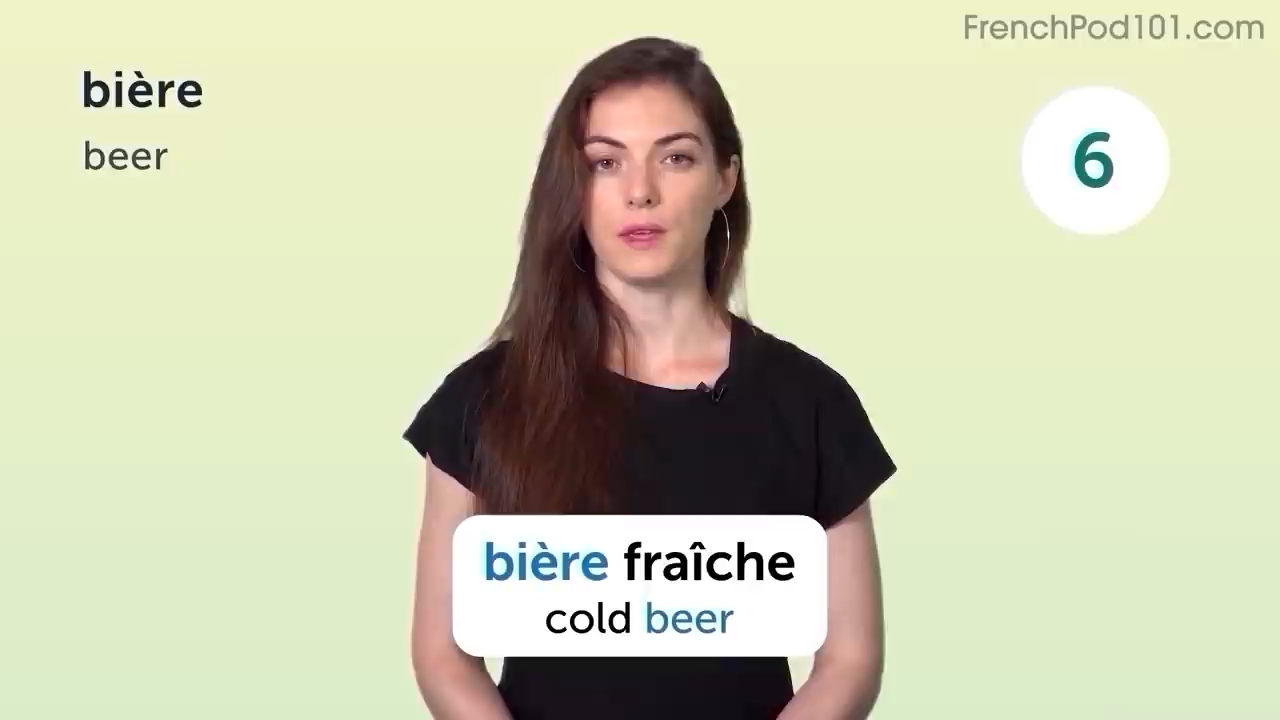 FrenchPod101.com
bière
beer
6
bière fraîche
cold beer